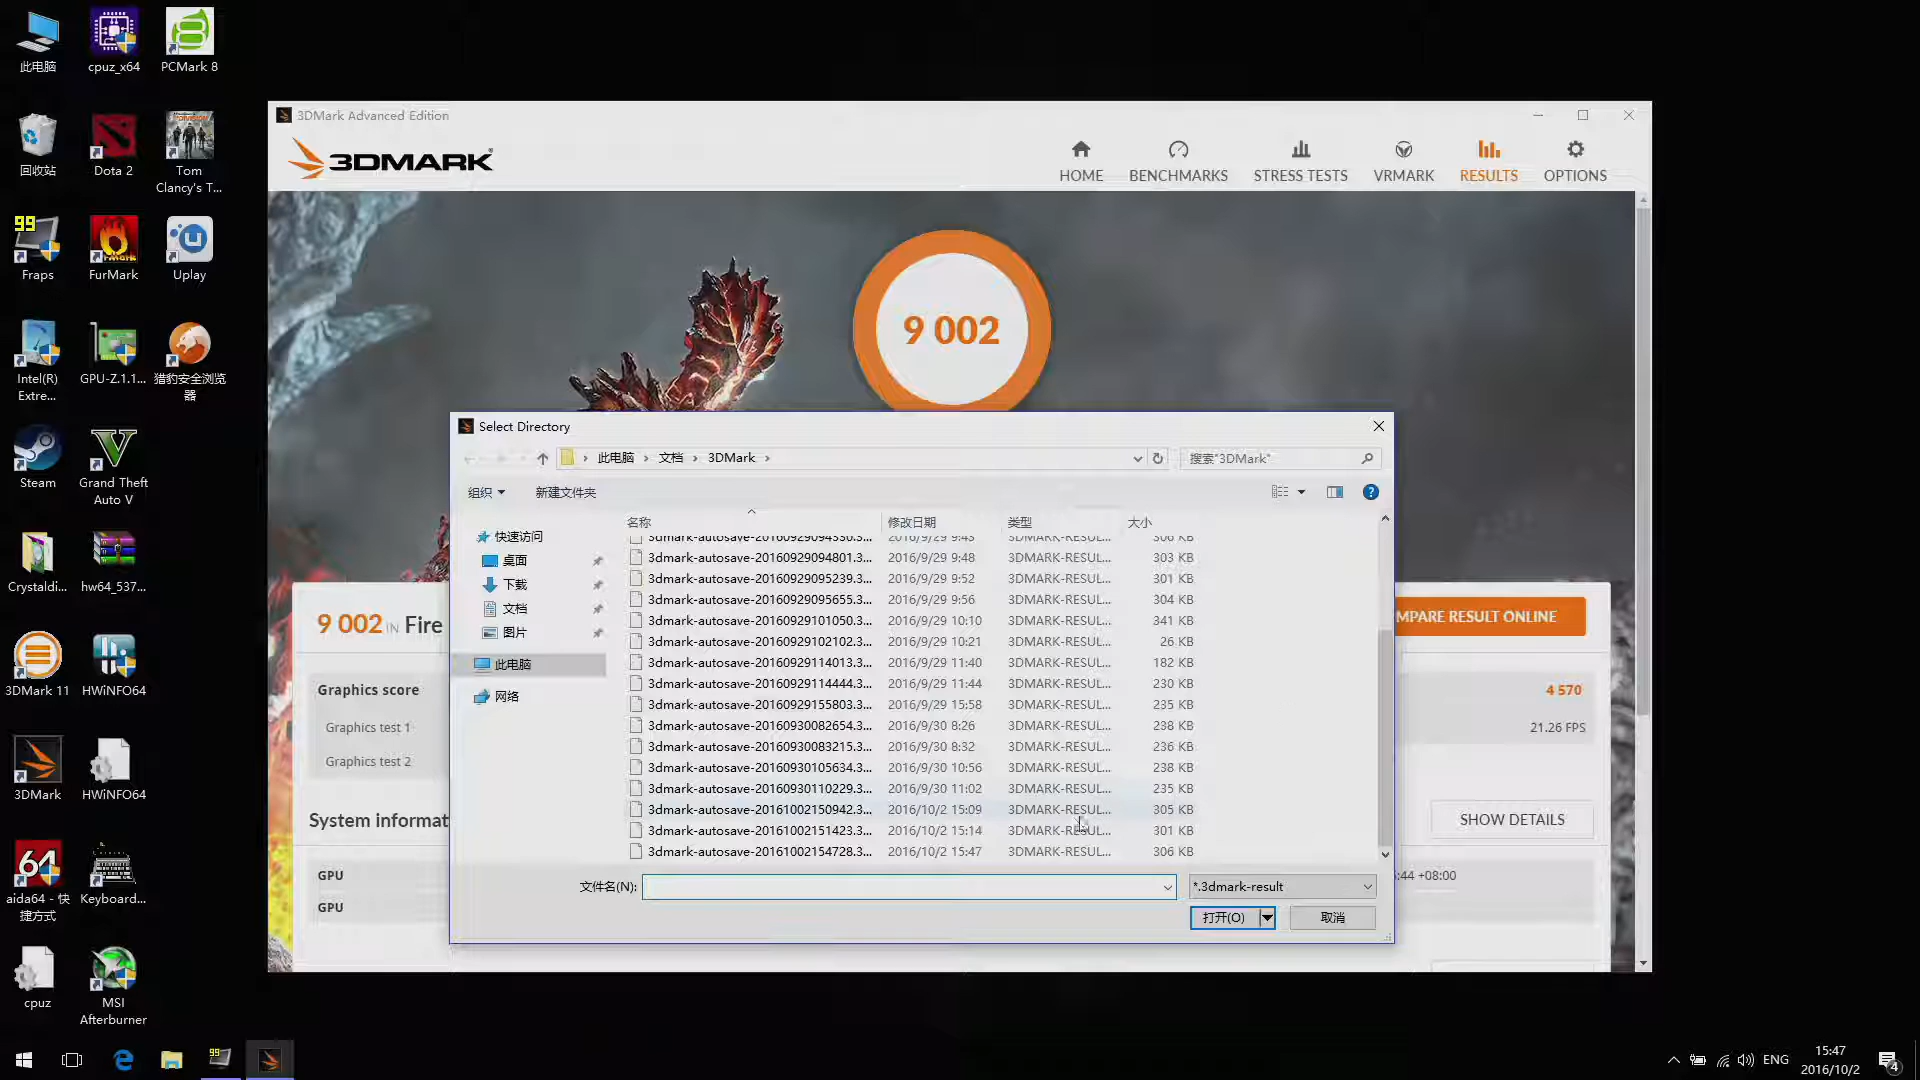 此电脑
cpuz_x64
PCMark 8
回收站
Dota 2
Tom
Clancy's T...
99
Fraps
FurMark
Uplay
Intel(R)
Extre...
GPU-Z.1.1...
猎豹安全浏览
器
Steam
Grand Theft
Auto V
Crystaldi...
hw64_537...
3DMark 11
HWiNFO64
3DMark
HWiNFO64
64
aida64 - 快
捷方式
Keyboard...
cpuz
MSI
Afterburner
3DMark Advanced Edition
3DMARK
HOME
BENCHMARKS
STRESS TESTS
VRMARK
RESULTS
OPTIONS
9 002
Select Directory
此电脑 › 文档 › 3DMark ›
搜索"3DMark"
组织
新建文件夹
快速访问
桌面
下载
文档
图片
此电脑
网络
名称 修改日期 类型 大小
3dmark-autosave-20160929094330.3... 2016/9/29 9:43 3DMARK-RESUL... 306 KB
3dmark-autosave-20160929094801.3... 2016/9/29 9:48 3DMARK-RESUL... 303 KB
3dmark-autosave-20160929095239.3... 2016/9/29 9:52 3DMARK-RESUL... 301 KB
3dmark-autosave-20160929095655.3... 2016/9/29 9:56 3DMARK-RESUL... 304 KB
3dmark-autosave-20160929101050.3... 2016/9/29 10:10 3DMARK-RESUL... 341 KB
3dmark-autosave-20160929102102.3... 2016/9/29 10:21 3DMARK-RESUL... 26 KB
3dmark-autosave-20160929114013.3... 2016/9/29 11:40 3DMARK-RESUL... 182 KB
3dmark-autosave-20160929114444.3... 2016/9/29 11:44 3DMARK-RESUL... 230 KB
3dmark-autosave-20160929155803.3... 2016/9/29 15:58 3DMARK-RESUL... 235 KB
3dmark-autosave-20160930082654.3... 2016/9/30 8:26 3DMARK-RESUL... 238 KB
3dmark-autosave-20160930083215.3... 2016/9/30 8:32 3DMARK-RESUL... 236 KB
3dmark-autosave-20160930105634.3... 2016/9/30 10:56 3DMARK-RESUL... 238 KB
3dmark-autosave-20160930110229.3... 2016/9/30 11:02 3DMARK-RESUL... 235 KB
3dmark-autosave-20161002150942.3... 2016/10/2 15:09 3DMARK-RESUL... 305 KB
3dmark-autosave-20161002151423.3... 2016/10/2 15:14 3DMARK-RESUL... 301 KB
3dmark-autosave-20161002154728.3... 2016/10/2 15:47 3DMARK-RESUL... 306 KB
文件名(N):
*.3dmark-result
打开(O)
取消
9 002 IN Fire
MPARE RESULT ONLINE
Graphics score
4 570
Graphics test 1
21.26 FPS
Graphics test 2
System informat
SHOW DETAILS
GPU
:44 +08:00
GPU
99
ENG
15:47
2016/10/2
4